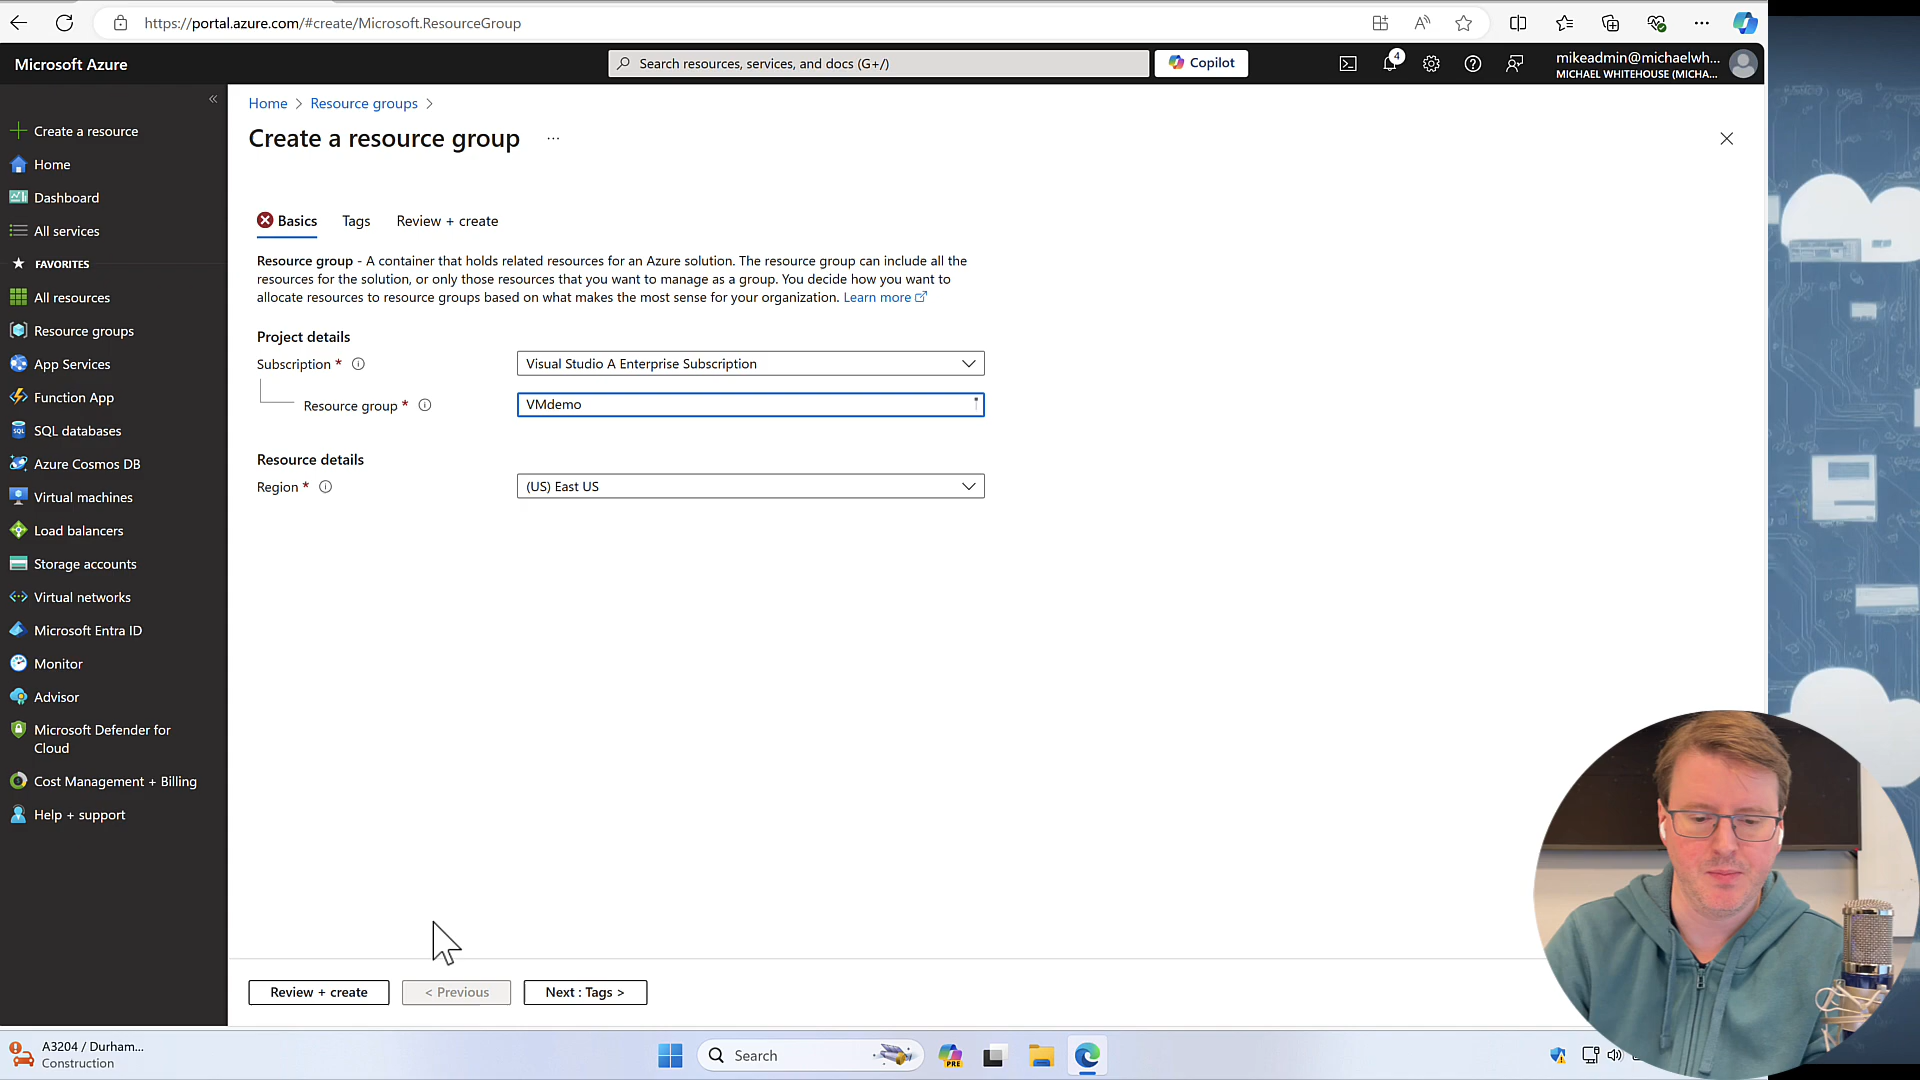 https://portal.azure.com/#create/Microsoft.ResourceGroup
Microsoft Azure
Search resources, services, and docs (G+/)
Copilot
4
mikeadmin@michaelwh...
MICHAEL WHITEHOUSE (MICHA...
Create a resource
Home
Dashboard
All services
FAVORITES
All resources
Resource groups
App Services
Function App
SQL databases
Azure Cosmos DB
Virtual machines
Load balancers
Storage accounts
Virtual networks
Microsoft Entra ID
Monitor
Advisor
Microsoft Defender for
Cloud
Cost Management + Billing
Help + support
Home > Resource groups >
Create a resource group ...
Basics Tags Review + create
Resource group - A container that holds related resources for an Azure solution. The resource group can include all the
resources for the solution, or only those resources that you want to manage as a group. You decide how you want to
allocate resources to resource groups based on what makes the most sense for your organization. Learn more
Project details
Subscription * Visual Studio A Enterprise Subscription
Resource group * VMdemo
Resource details
Region * (US) East US
Review + create < Previous Next : Tags >
A3204 / Durham...
Construction
Search
PRE